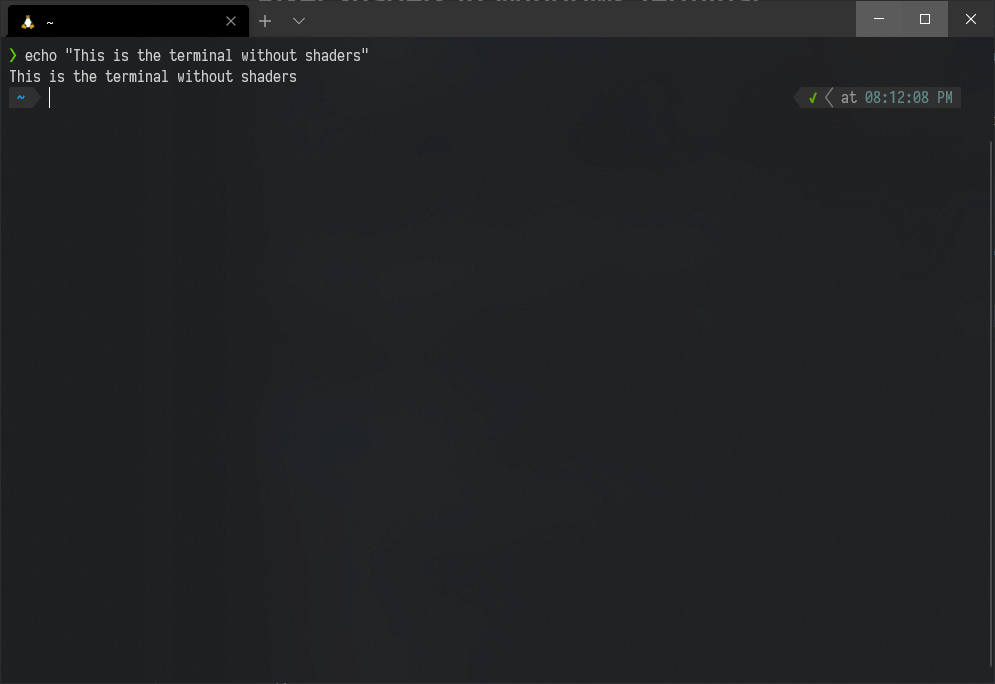 ~
❯ echo "This is the terminal without shaders"
This is the terminal without shaders
~ ✓ at 08:12:08 PM